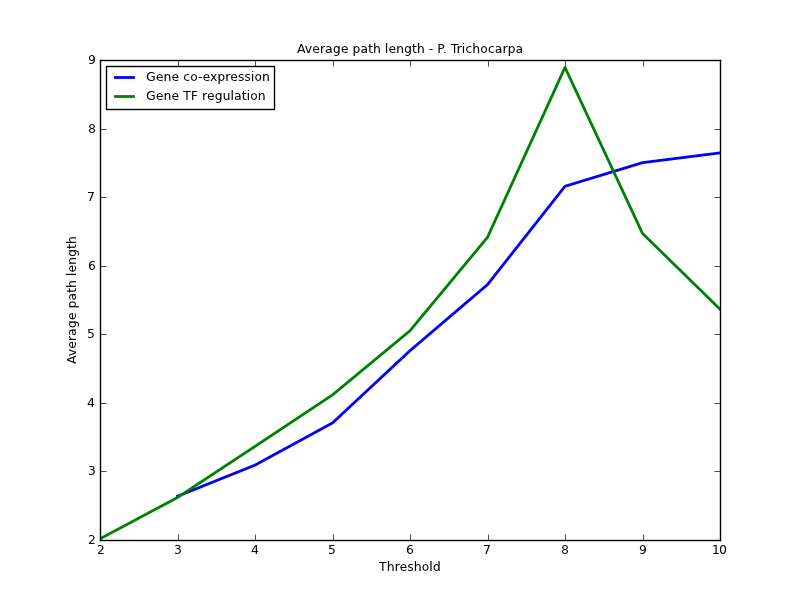 Average path length - P. Trichocarpa
Gene co-expression
Gene TF regulation
9
8
7
6
5
4
3
2
Average path length
2 3 4 5 6 7 8 9 10
Threshold